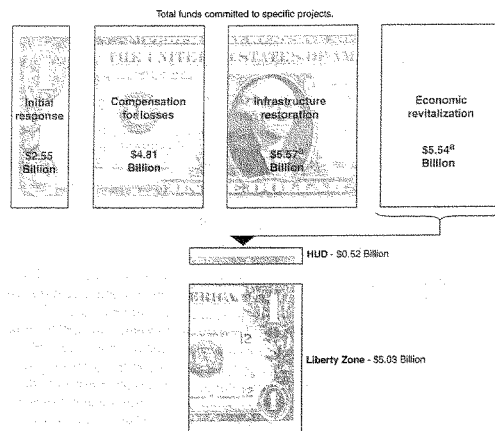 Total funds committed to specific projects.
Initial
response
$2.55
Billion
Compensation
for losses
$4.81
Billion
Infrastructure
restoration
$5.57a
Billion
Economic
revitalization
$5.54a
Billion
HUD - $0.52 Billion
Liberty Zone - $5.03 Billion